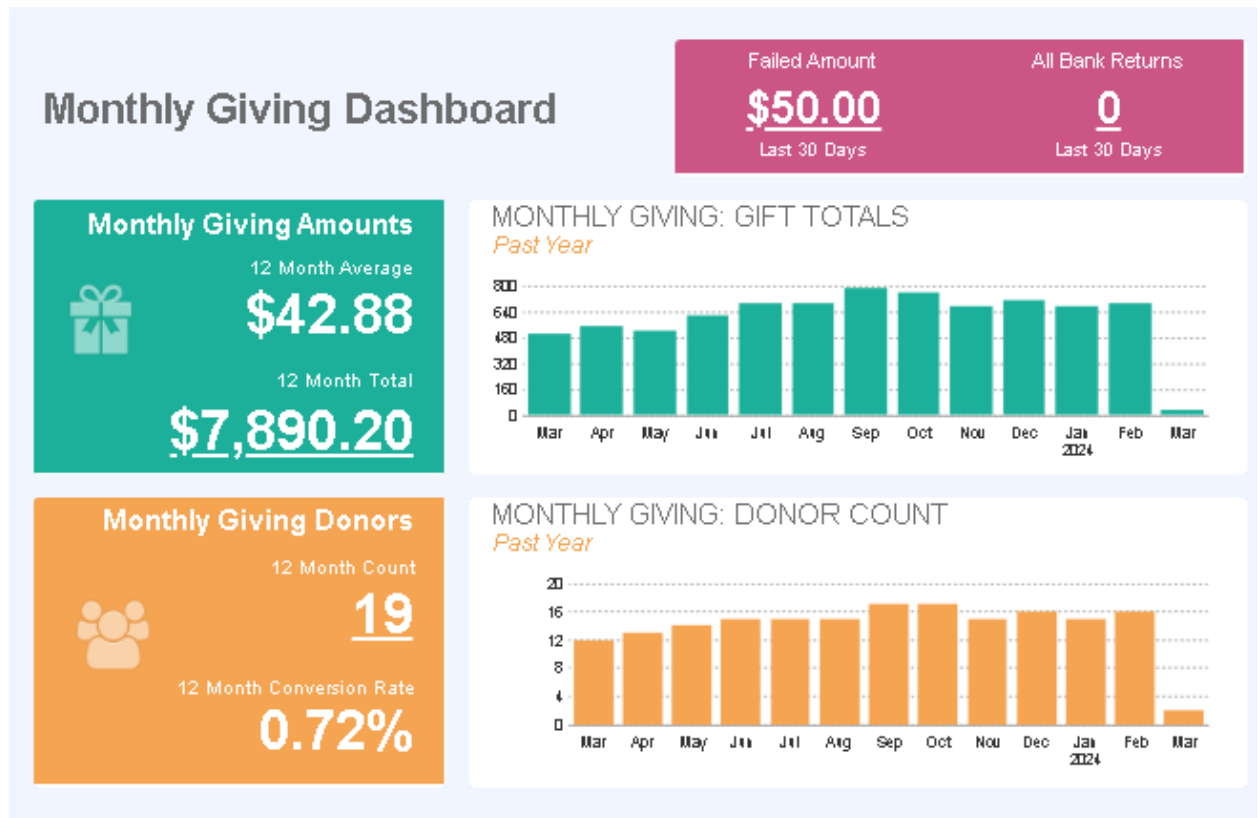 Monthly Giving Dashboard
Failed Amount
$50.00
Last 30 Days
All Bank Returns
0
Last 30 Days
Monthly Giving Amounts
12 Month Average
$42.88
12 Month Total
$7,890.20
MONTHLY GIVING: GIFT TOTALS
Past Year
800
640
480
320
160
0
Mar Apr May Jun Jul Aug Sep Oct Nov Dec Jan Feb Mar
2024
Monthly Giving Donors
12 Month Count
19
12 Month Conversion Rate
0.72%
MONTHLY GIVING: DONOR COUNT
Past Year
20
16
12
8
4
0
Mar Apr May Jun Jul Aug Sep Oct Nov Dec Jan Feb Mar
2024